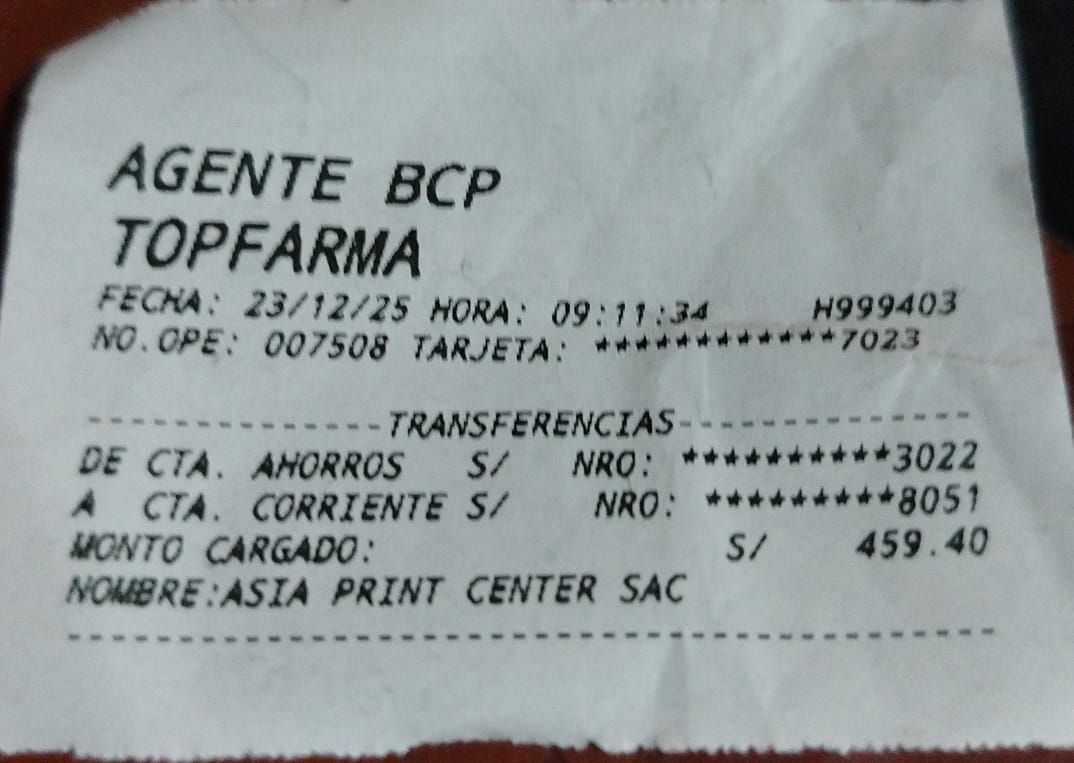 AGENTE BCP
TOPFARMA
FECHA: 23/12/25 HORA: 09:11:34 H999403
NO.OPE: 007508 TARJETA: ************7023
--------------TRANSFERENCIAS--------------
DE CTA. AHORROS S/ NRO: **********3022
A CTA. CORRIENTE S/ NRO: *********8051
MONTO CARGADO: S/ 459.40
NOMBRE:ASIA PRINT CENTER SAC